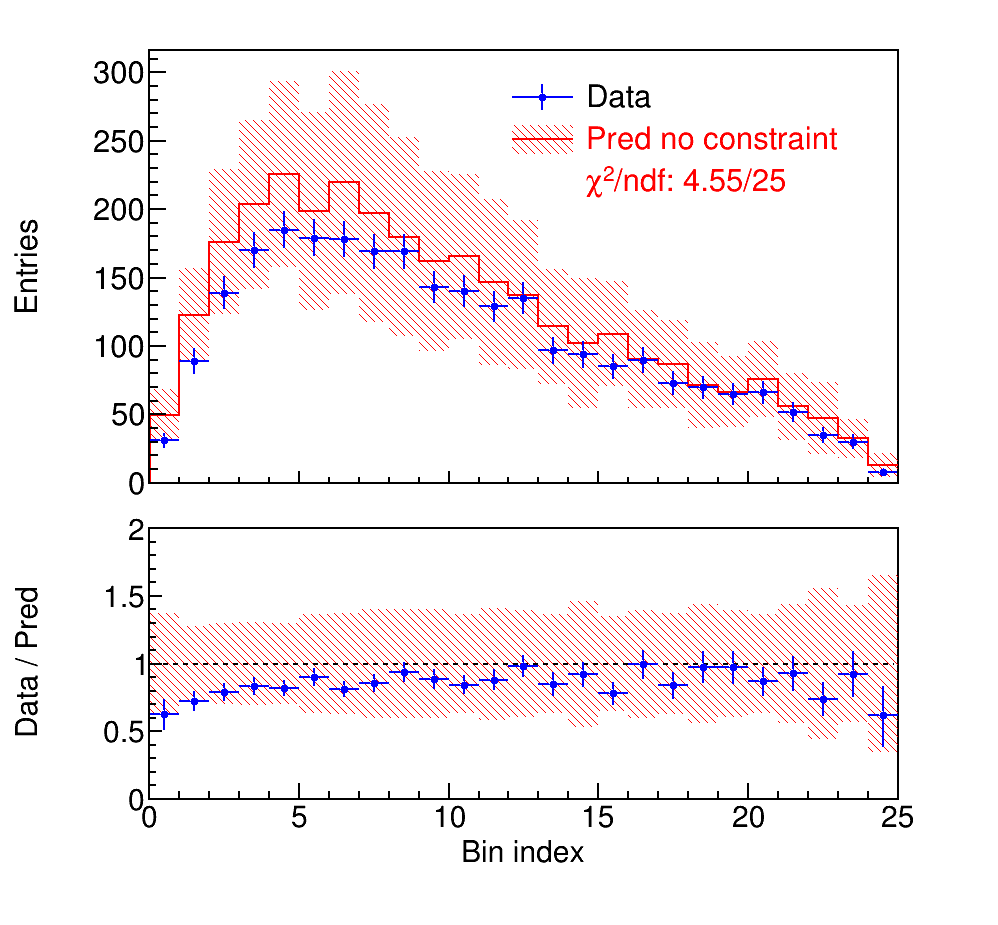 300
250
200
150
100
50
0
Entries
Data
Pred no constraint
χ²/ndf: 4.55/25
2
1.5
1
0.5
0
Data / Pred
0 5 10 15 20 25
Bin index